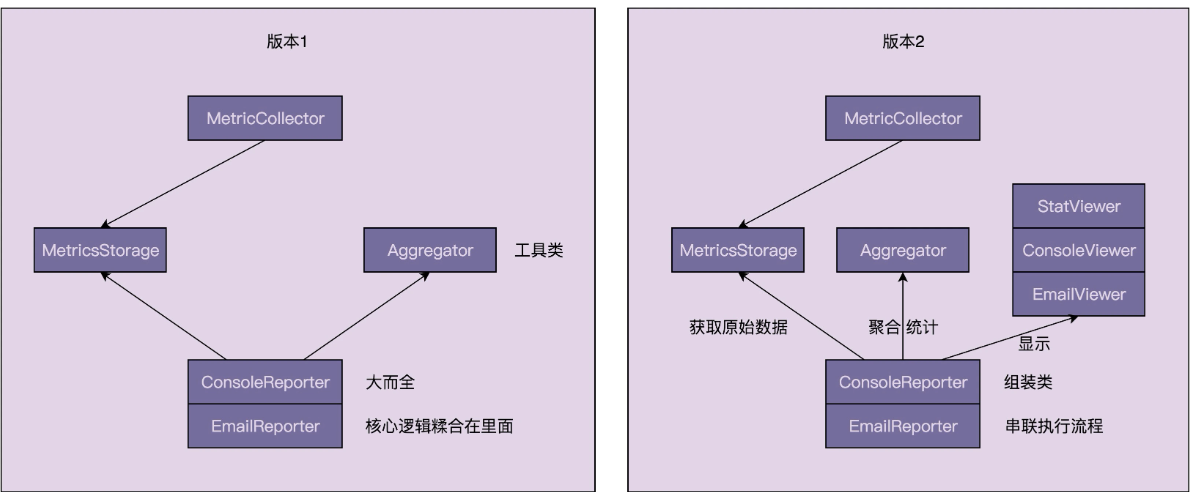 版本1
MetricCollector
MetricsStorage
Aggregator
工具类
ConsoleReporter
大而全
EmailReporter
核心逻辑糅合在里面
版本2
MetricCollector
StatViewer
MetricsStorage
Aggregator
ConsoleViewer
EmailViewer
获取原始数据
聚合 统计
显示
ConsoleReporter
组装类
EmailReporter
串联执行流程